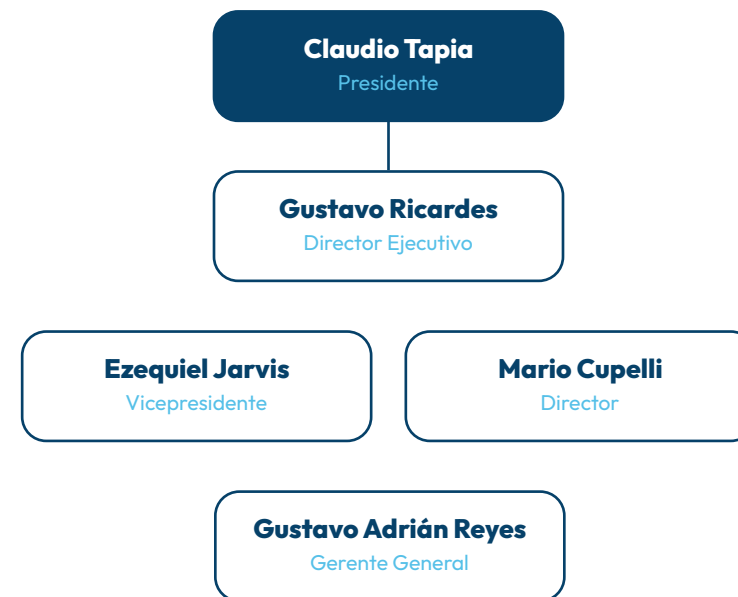 Claudio Tapia
Presidente
Gustavo Ricardes
Director Ejecutivo
Ezequiel Jarvis
Vicepresidente
Mario Cupelli
Director
Gustavo Adrián Reyes
Gerente General